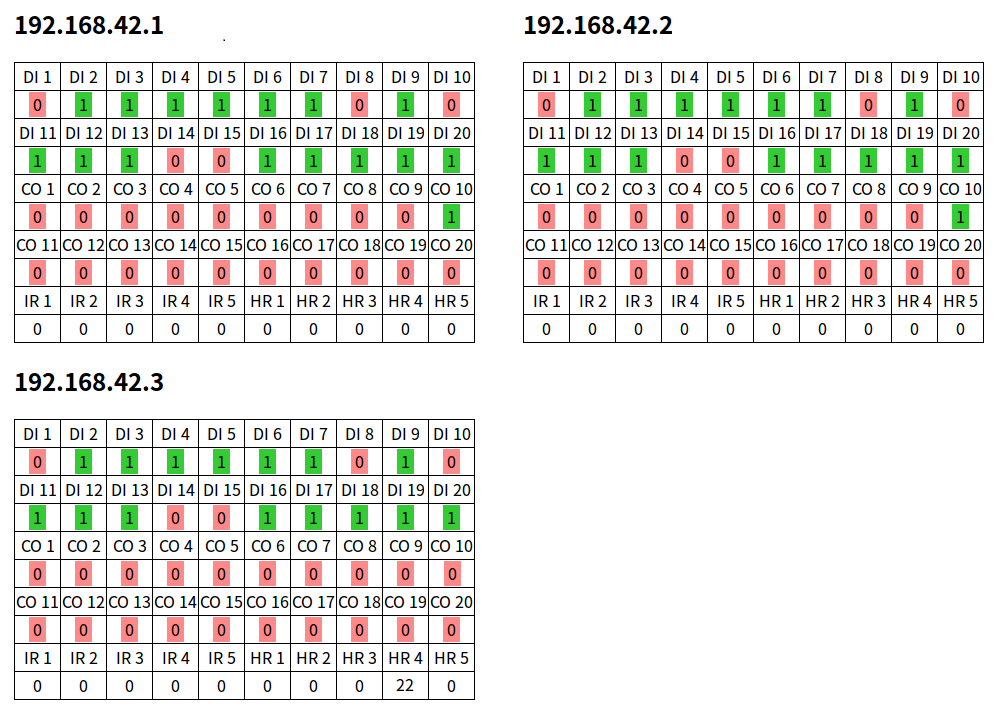 192.168.42.1
DI 1 DI 2 DI 3 DI 4 DI 5 DI 6 DI 7 DI 8 DI 9 DI 10
0 1 1 1 1 1 1 0 1 0
DI 11 DI 12 DI 13 DI 14 DI 15 DI 16 DI 17 DI 18 DI 19 DI 20
1 1 1 0 0 1 1 1 1 1
CO 1 CO 2 CO 3 CO 4 CO 5 CO 6 CO 7 CO 8 CO 9 CO 10
0 0 0 0 0 0 0 0 0 1
CO 11 CO 12 CO 13 CO 14 CO 15 CO 16 CO 17 CO 18 CO 19 CO 20
0 0 0 0 0 0 0 0 0 0
IR 1 IR 2 IR 3 IR 4 IR 5 HR 1 HR 2 HR 3 HR 4 HR 5
0 0 0 0 0 0 0 0 0 0
192.168.42.2
DI 1 DI 2 DI 3 DI 4 DI 5 DI 6 DI 7 DI 8 DI 9 DI 10
0 1 1 1 1 1 1 0 1 0
DI 11 DI 12 DI 13 DI 14 DI 15 DI 16 DI 17 DI 18 DI 19 DI 20
1 1 1 0 0 1 1 1 1 1
CO 1 CO 2 CO 3 CO 4 CO 5 CO 6 CO 7 CO 8 CO 9 CO 10
0 0 0 0 0 0 0 0 0 1
CO 11 CO 12 CO 13 CO 14 CO 15 CO 16 CO 17 CO 18 CO 19 CO 20
0 0 0 0 0 0 0 0 0 0
IR 1 IR 2 IR 3 IR 4 IR 5 HR 1 HR 2 HR 3 HR 4 HR 5
0 0 0 0 0 0 0 0 0 0
192.168.42.3
DI 1 DI 2 DI 3 DI 4 DI 5 DI 6 DI 7 DI 8 DI 9 DI 10
0 1 1 1 1 1 1 0 1 0
DI 11 DI 12 DI 13 DI 14 DI 15 DI 16 DI 17 DI 18 DI 19 DI 20
1 1 1 0 0 1 1 1 1 1
CO 1 CO 2 CO 3 CO 4 CO 5 CO 6 CO 7 CO 8 CO 9 CO 10
0 0 0 0 0 0 0 0 0 0
CO 11 CO 12 CO 13 CO 14 CO 15 CO 16 CO 17 CO 18 CO 19 CO 20
0 0 0 0 0 0 0 0 0 0
IR 1 IR 2 IR 3 IR 4 IR 5 HR 1 HR 2 HR 3 HR 4 HR 5
0 0 0 0 0 0 0 0 22 0